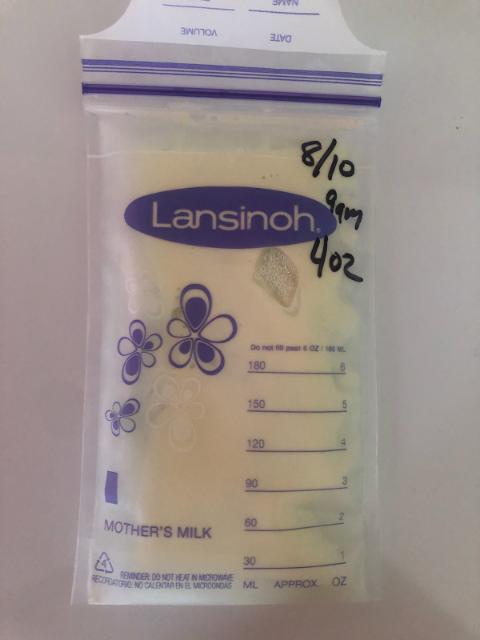 NAME
DATE VOLUME
8/10
9am
Lansinoh®
4oz
Do not fill past 6 OZ / 180 ML
180 6
150 5
120 4
90 3
60 2
30 1
ML APPROX. OZ
MOTHER'S MILK
4
REMINDER: DO NOT HEAT IN MICROWAVE
RECORDATORIO: NO CALENTAR EN EL MICROONDAS